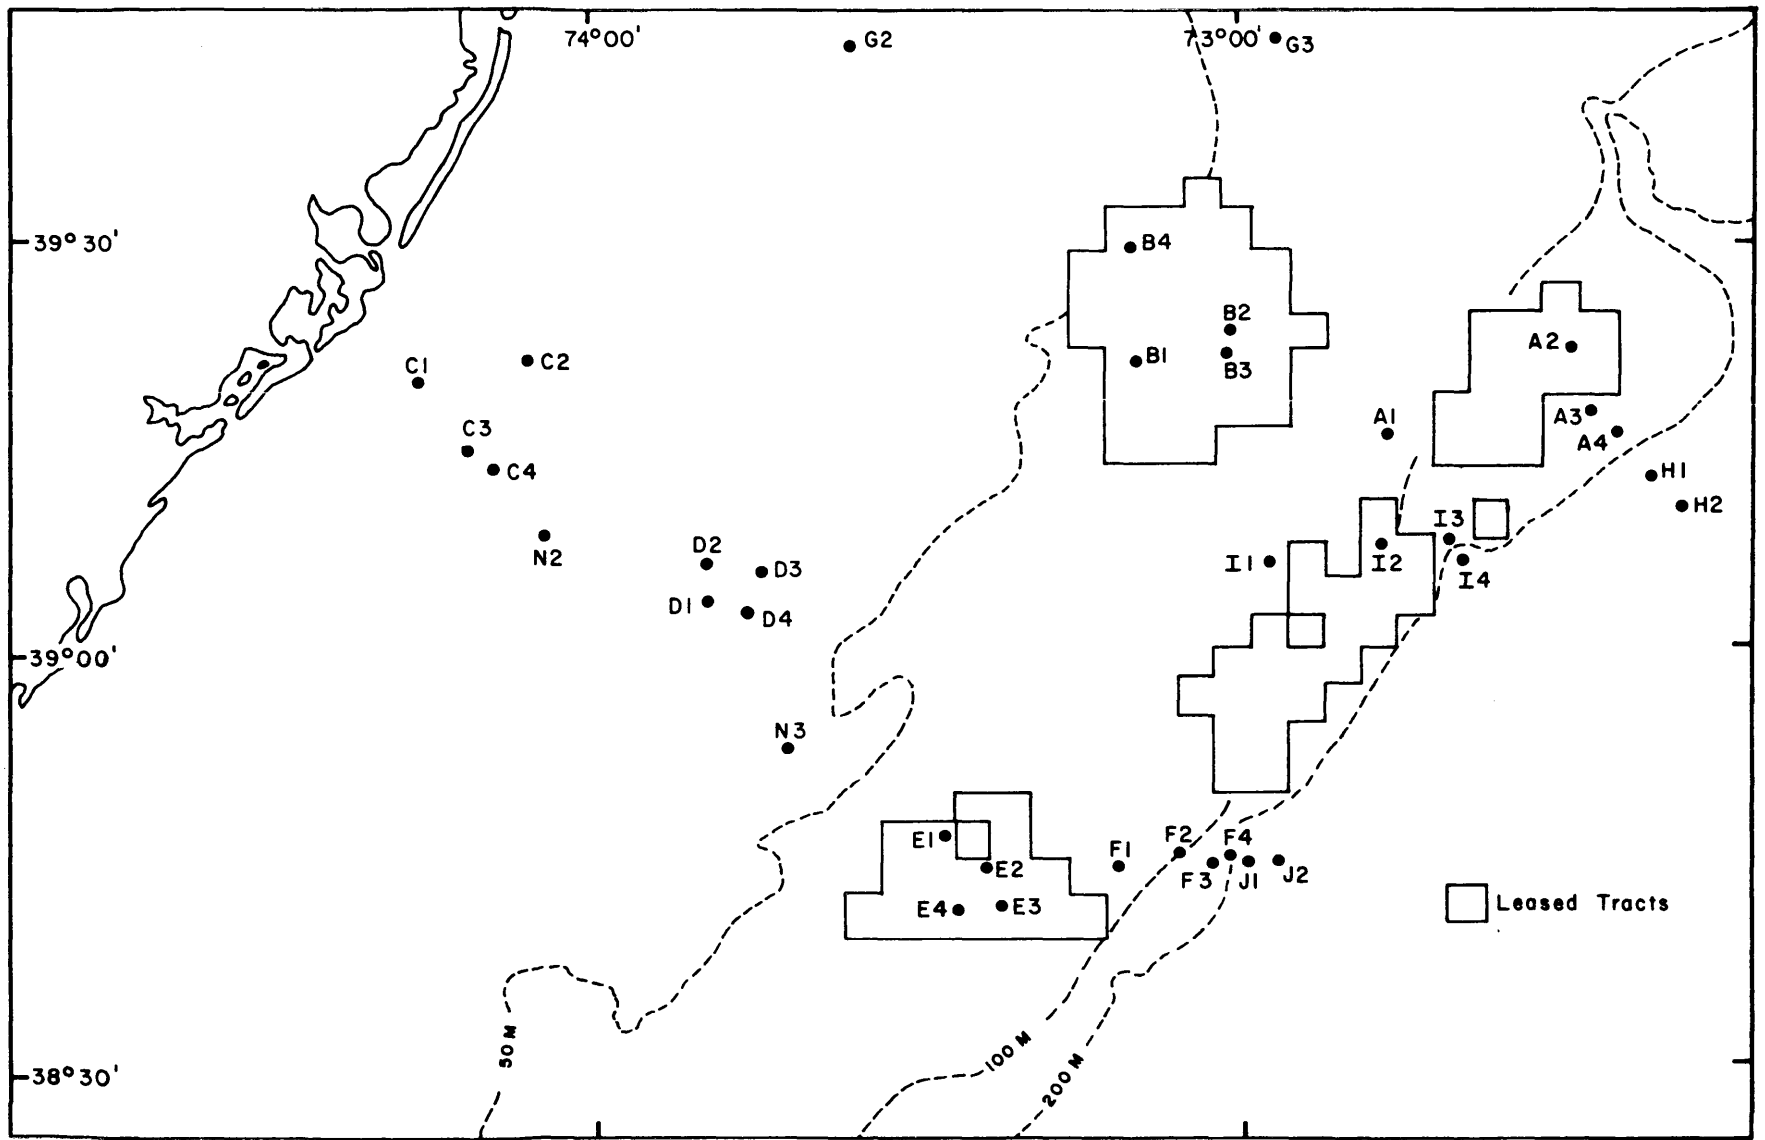 74°00'
G2
73°00'
G3
39°30'
B4
B2
B1
B3
A2
C1
C2
A3
A1
A4
C3
C4
H1
H2
I3
N2
D2
D3
I1
I2
I4
D1
D4
39°00'
N3
E1
E2
F1
F2
F4
F3
J1
J2
E4
E3
Leased Tracts
50 M
100 M
200 M
38°30'